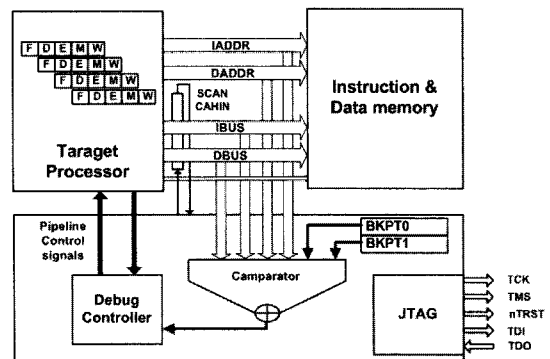 F D E M W
F D E M W
F D E M W
F D E M W
Taraget
Processor
IADDR
DADDR
SCAN
CAHIN
IBUS
DBUS
Instruction &
Data memory
Pipeline
Control
signals
BKPT0
BKPT1
Camparator
Debug
Controller
JTAG
TCK
TMS
nTRST
TDI
TDO